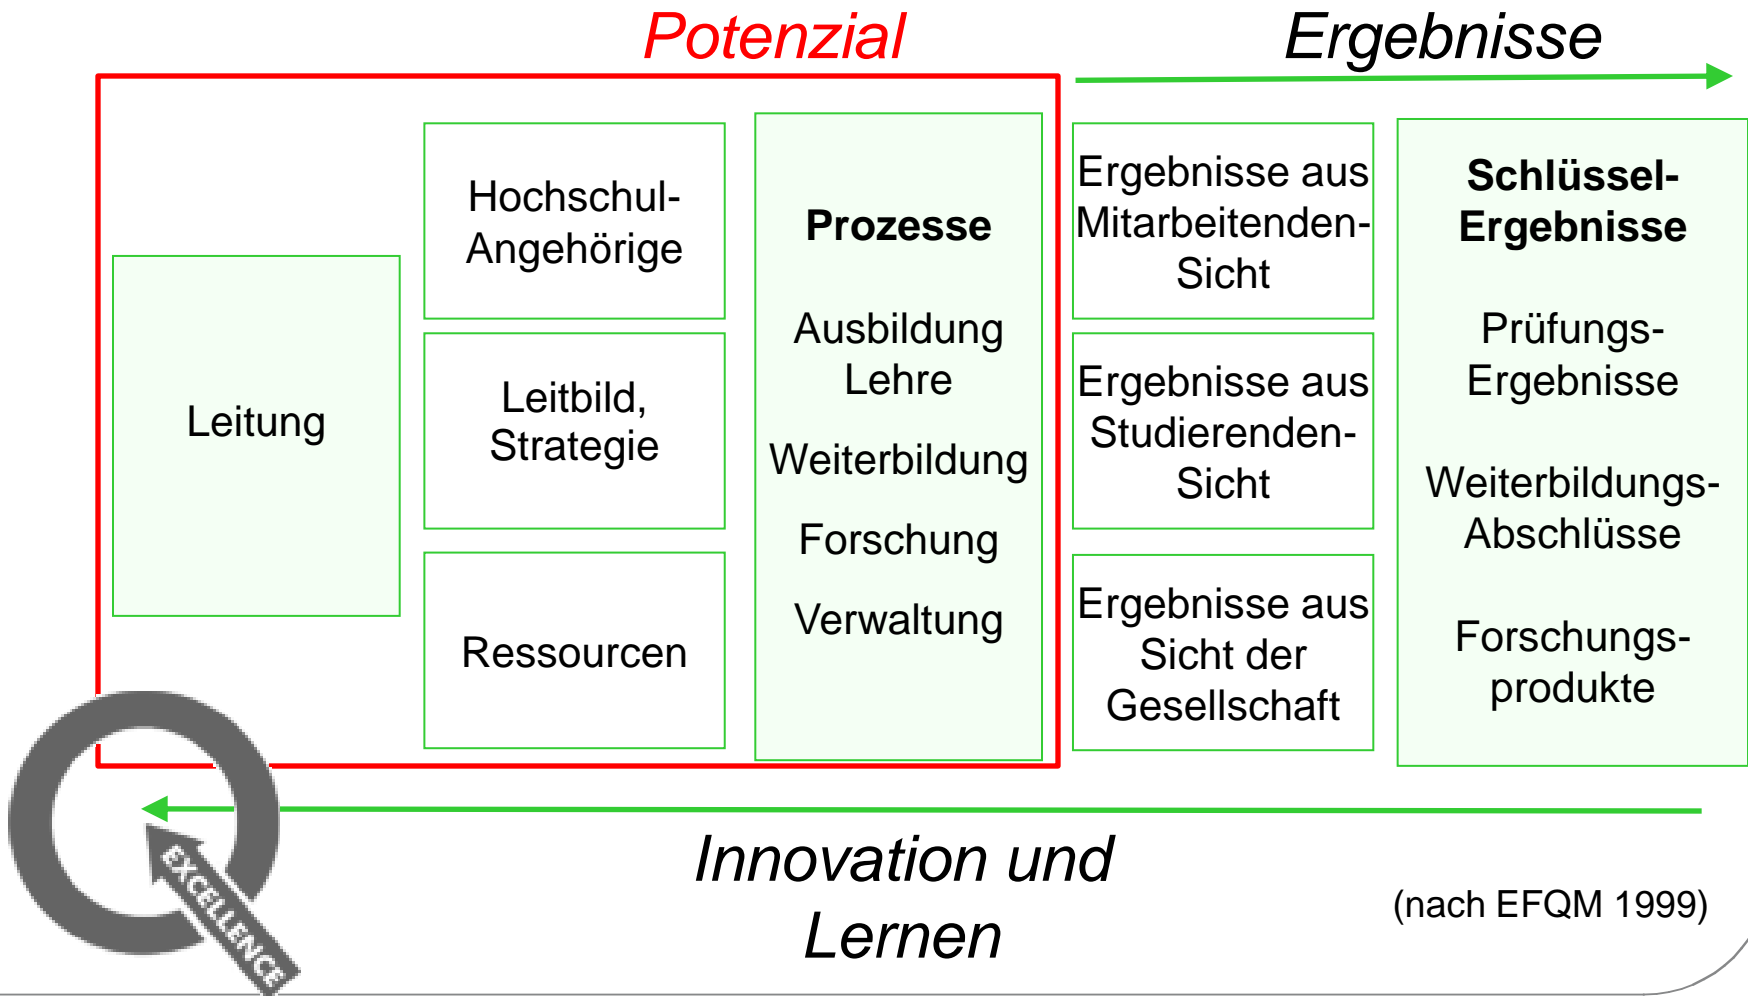 Potenzial
Ergebnisse
Leitung
Hochschul-
Angehörige
Leitbild,
Strategie
Ressourcen
Prozesse
Ausbildung
Lehre
Weiterbildung
Forschung
Verwaltung
Ergebnisse aus
Mitarbeitenden-
Sicht
Ergebnisse aus
Studierenden-
Sicht
Ergebnisse aus
Sicht der
Gesellschaft
Schlüssel-
Ergebnisse
Prüfungs-
Ergebnisse
Weiterbildungs-
Abschlüsse
Forschungs-
produkte
EXCELLENCE
Innovation und
Lernen
(nach EFQM 1999)